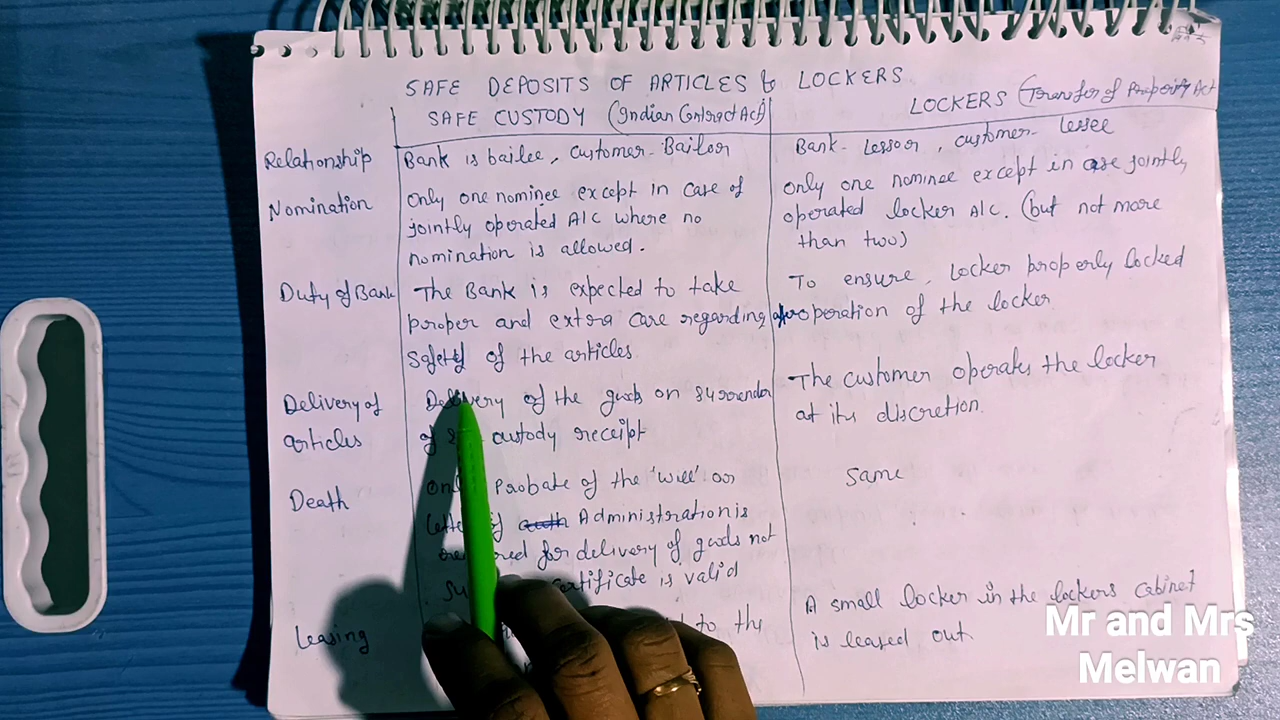 SAFE DEPOSITS OF ARTICLES & LOCKERS
SAFE CUSTODY (Indian Contract Act)
LOCKERS (Transfer of Property Act
Relationship
Bank is bailee, Customer - Bailor
Bank - Lessor, customer - lessee
Nomination
Only one nominee except in case of
jointly operated A/C where no
nomination is allowed.
Only one nominee except in case jointly
operated locker A/C. (but not more
than two)
Duty of Bank
The Bank is expected to take
proper and extra care regarding
safety of the articles
To ensure, locker properly locked
operation of the locker
Delivery of
articles
Delivery of the goods on surrender
of custody receipt
The customer operates the locker
at its discretion.
Death
Probate of the 'will' or
Administration is
for delivery of goods not
certificate is valid
Same
Leasing
to the
A small locker in the lockers cabinet
is leased out
Mr and Mrs
Melwan